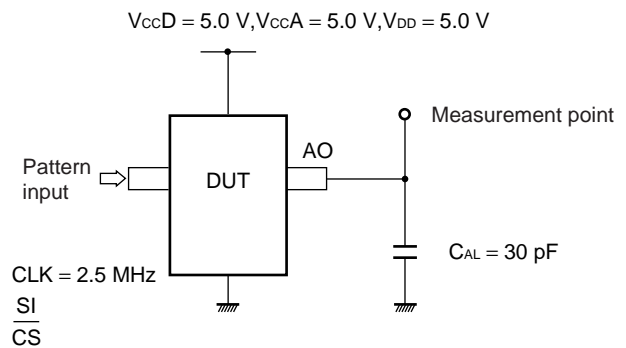 VCCD = 5.0 V,VCCA = 5.0 V,VDD = 5.0 V
Measurement point
AO
Pattern
input
DUT
CAL = 30 pF
CLK = 2.5 MHz
SI
CS